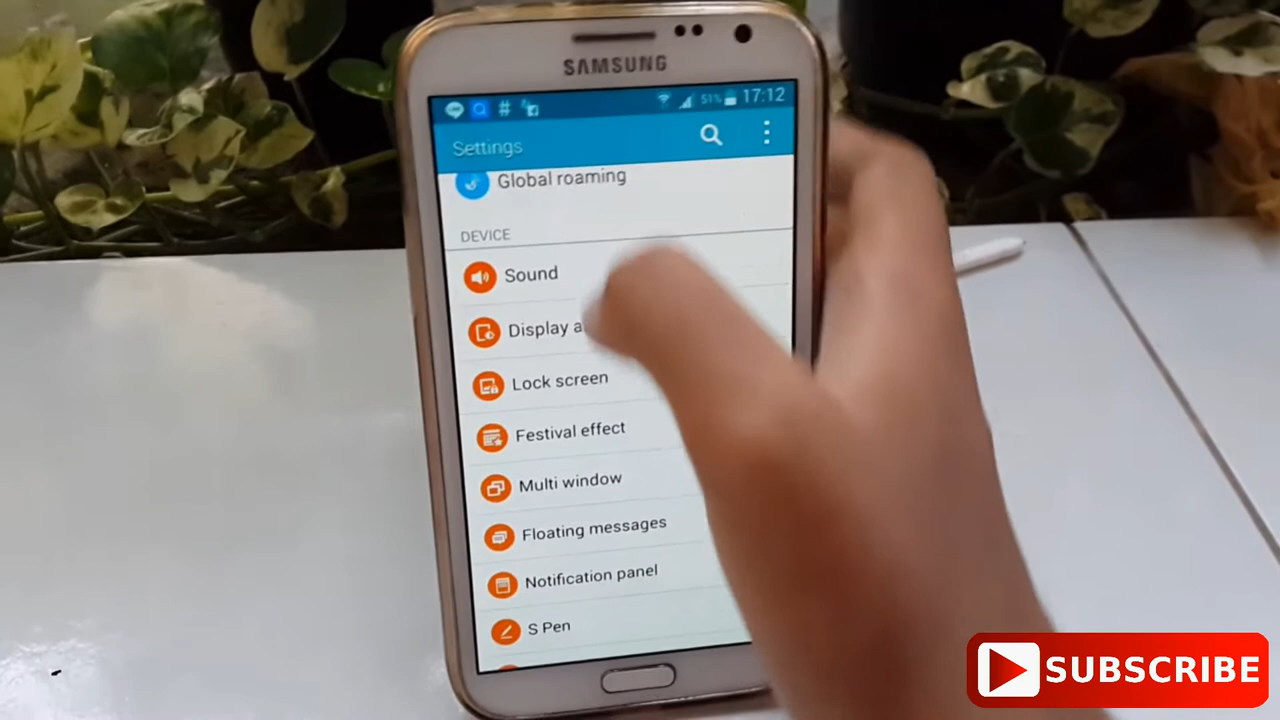 SAMSUNG
51% 17:12
Settings
Global roaming
DEVICE
Sound
Display a
Lock screen
Festival effect
Multi window
Floating messages
Notification panel
S Pen
SUBSCRIBE